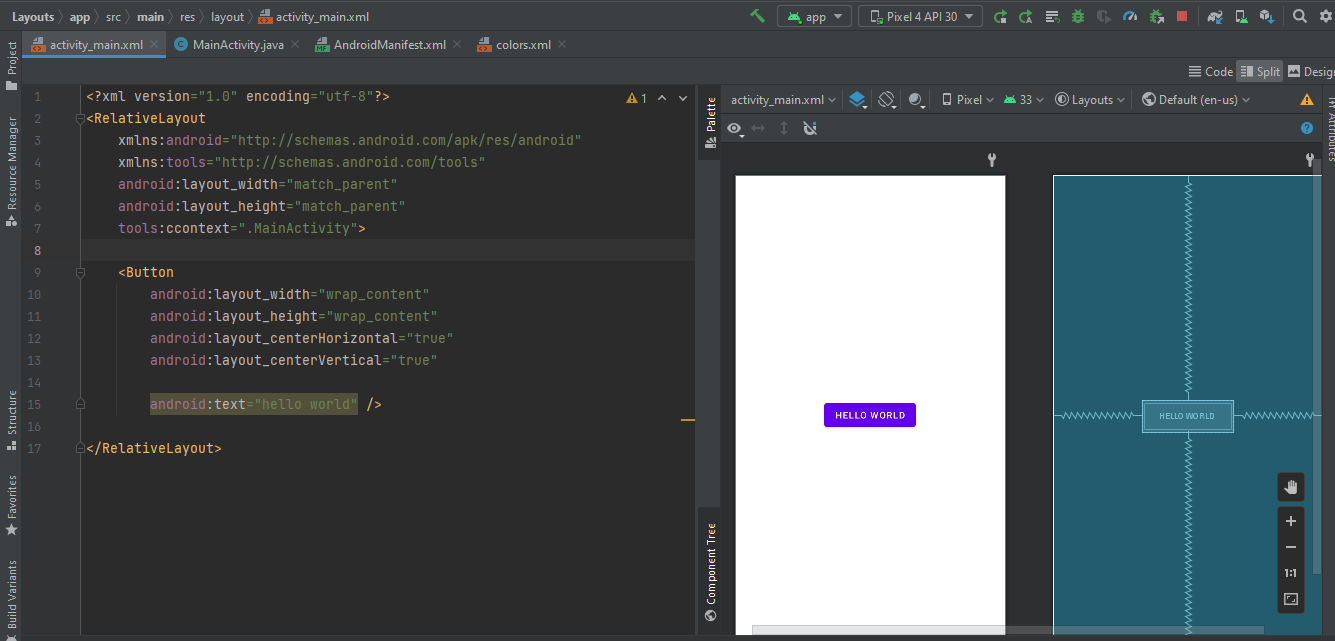 Layouts app src main res layout activity_main.xml app Pixel 4 API 30
activity_main.xml MainActivity.java AndroidManifest.xml colors.xml
Code Split Design
Project
Resource Manager
Structure
Favorites
Build Variants
1 <?xml version="1.0" encoding="utf-8"?>
2 <RelativeLayout
3 xmlns:android="http://schemas.android.com/apk/res/android"
4 xmlns:tools="http://schemas.android.com/tools"
5 android:layout_width="match_parent"
6 android:layout_height="match_parent"
7 tools:ccontext=".MainActivity">
8
9 <Button
10 android:layout_width="wrap_content"
11 android:layout_height="wrap_content"
12 android:layout_centerHorizontal="true"
13 android:layout_centerVertical="true"
14
15 android:text="hello world" />
16
17 </RelativeLayout>
1
Palette
Component Tree
activity_main.xml Pixel 33 Layouts Default (en-us)
?
Attributes
HELLO WORLD
HELLO WORLD
+
−
1:1